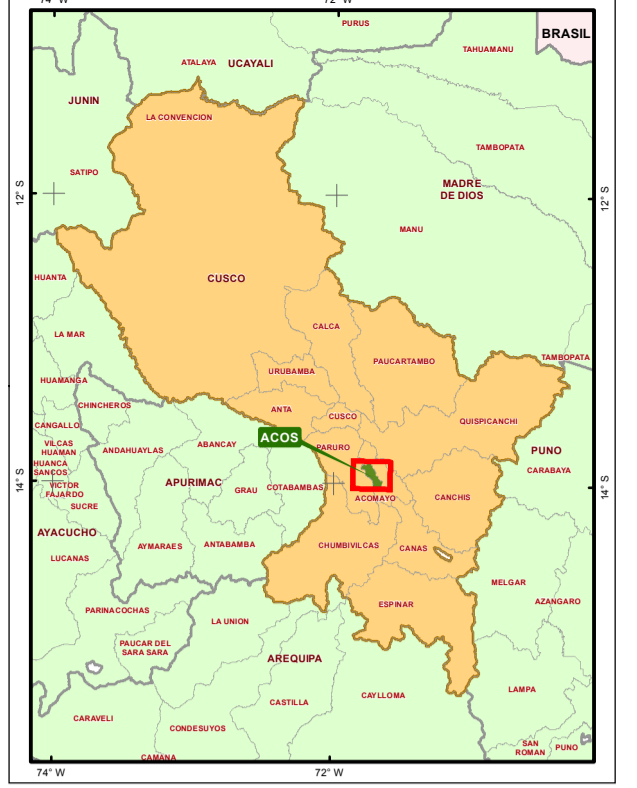 74° W
72° W
PURUS
BRASIL
TAHUAMANU
ATALAYA
UCAYALI
JUNIN
LA CONVENCION
TAMBOPATA
SATIPO
MADRE
DE DIOS
12° S
12° S
MANU
HUANTA
CUSCO
CALCA
LA MAR
PAUCARTAMBO
TAMBOPATA
URUBAMBA
HUAMANGA
CHINCHEROS
ANTA
CUSCO
QUISPICANCHI
CANGALLO
ACOS
VILCAS
HUAMAN
ANDAHUAYLAS
ABANCAY
PARURO
PUNO
HUANCA
SANCOS
CARABAYA
14° S
14° S
APURIMAC
GRAU
COTABAMBAS
ACOMAYO
CANCHIS
VICTOR
FAJARDO
SUCRE
AYACUCHO
AYMARAES
ANTABAMBA
CHUMBIVILCAS
CANAS
LUCANAS
MELGAR
PARINACOCHAS
LA UNION
ESPINAR
AZANGARO
PAUCAR DEL
SARA SARA
AREQUIPA
LAMPA
CAYLLOMA
CASTILLA
CARAVELI
CONDESUYOS
SAN
ROMAN
PUNO
CAMANA
74° W
72° W